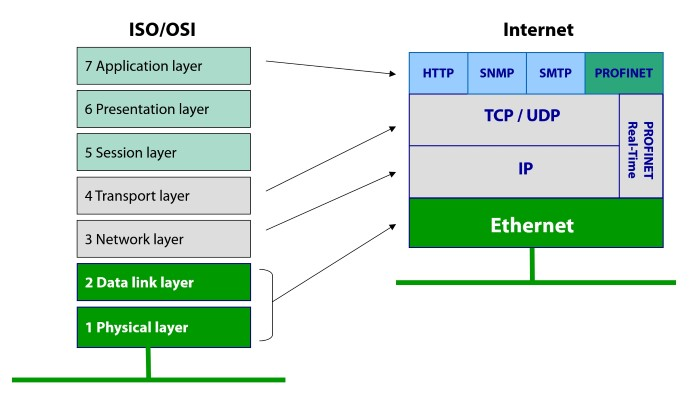 ISO/OSI
7 Application layer
6 Presentation layer
5 Session layer
4 Transport layer
3 Network layer
2 Data link layer
1 Physical layer
Internet
HTTP
SNMP
SMTP
PROFINET
TCP / UDP
IP
PROFINET
Real-Time
Ethernet